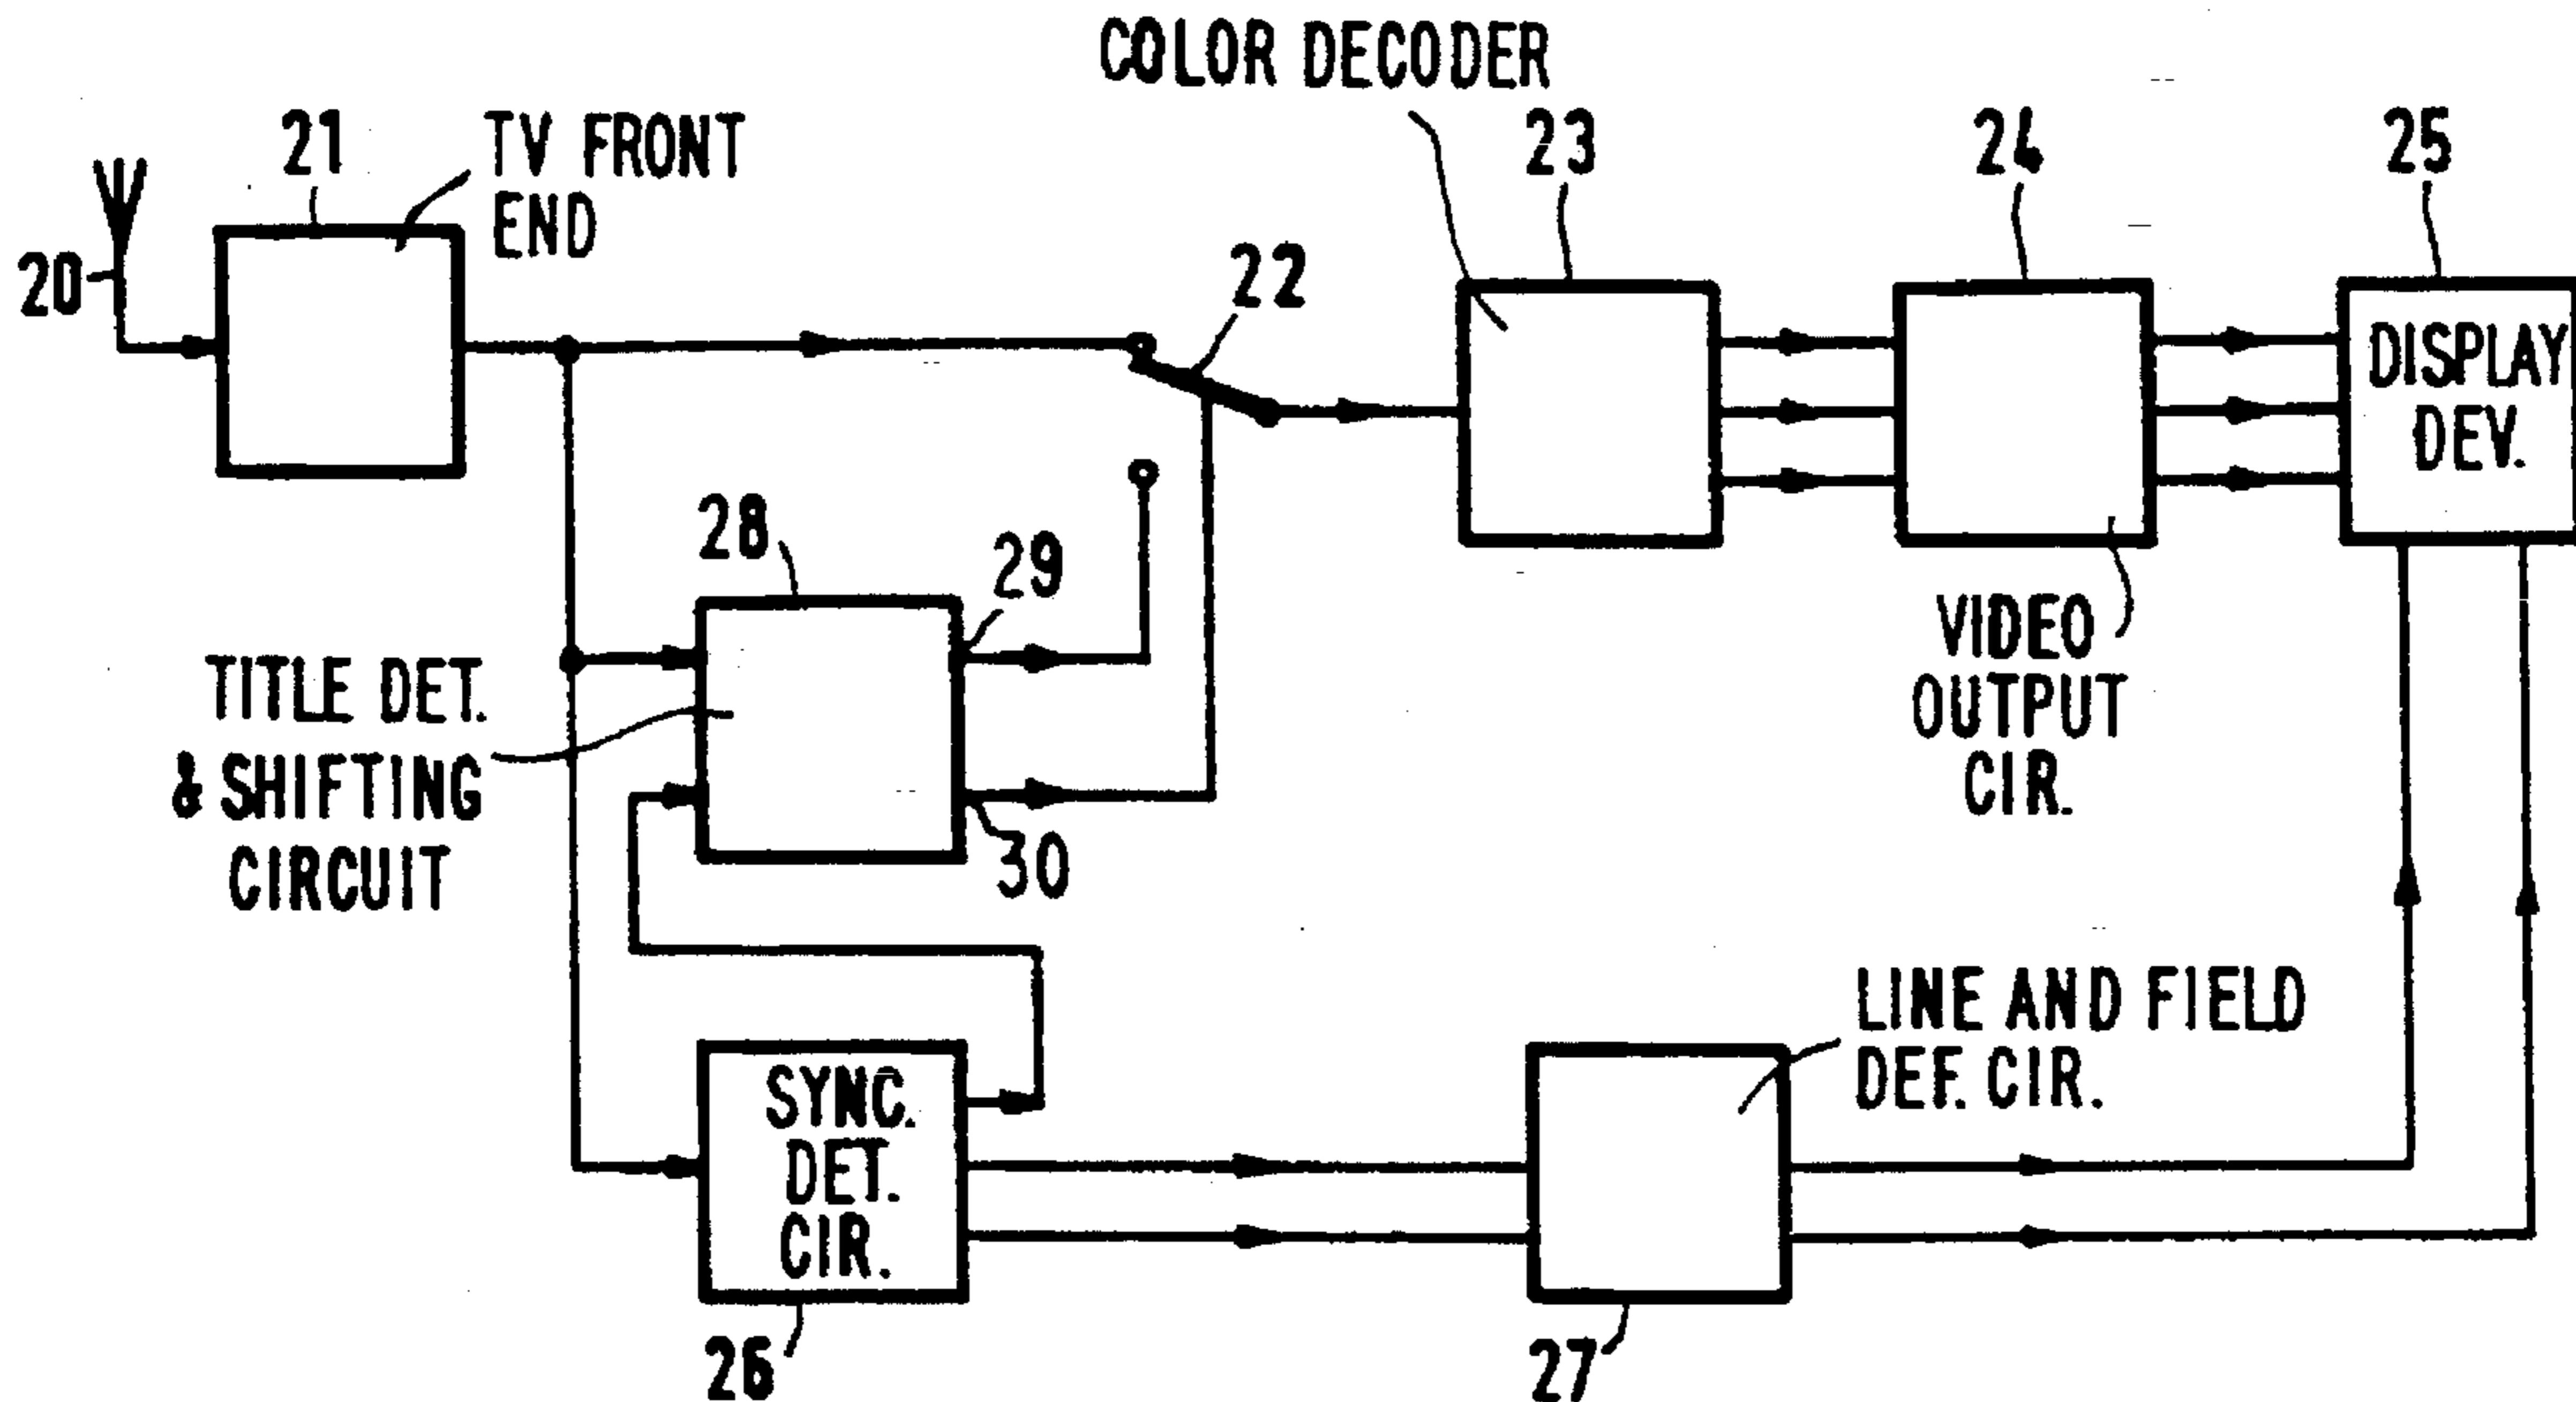 COLOR DECODER
21
TV FRONT
END
23
24
25
20
22
DISPLAY
DEV.
28
29
TITLE DET.
& SHIFTING
CIRCUIT
VIDEO
OUTPUT
CIR.
30
LINE AND FIELD
DEF. CIR.
SYNC.
DET.
CIR.
26
27